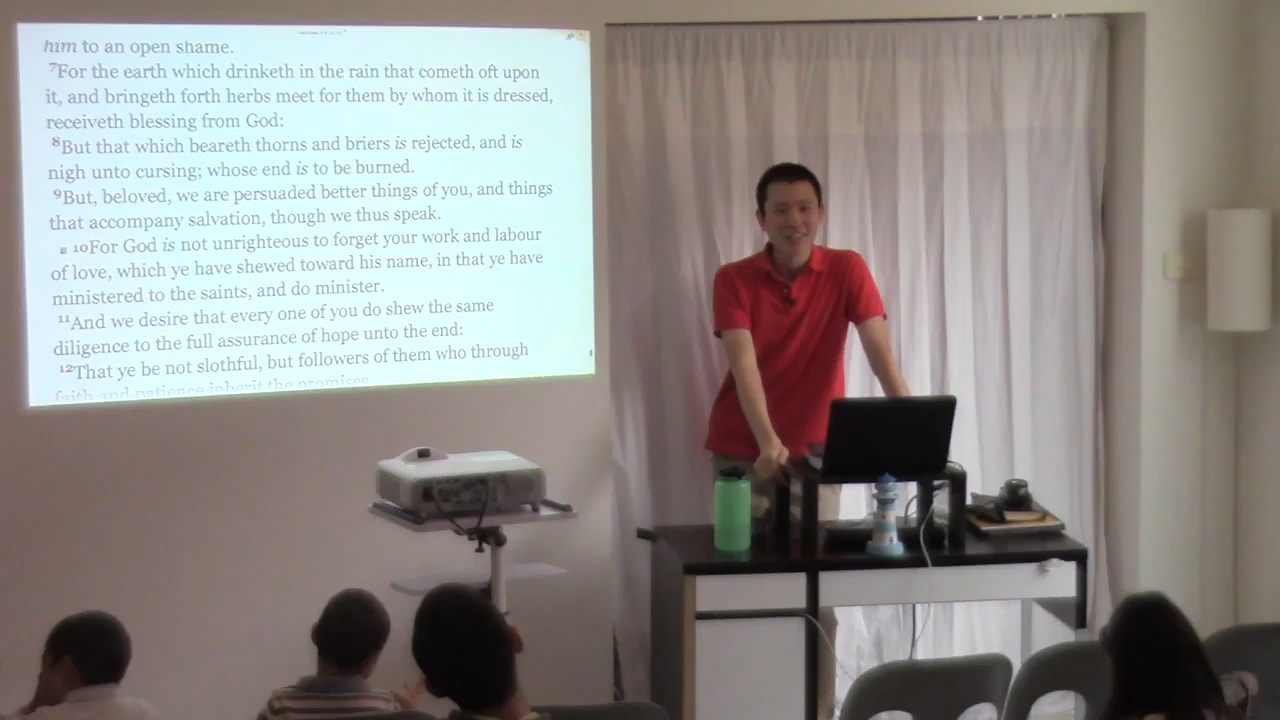 him to an open shame.
7For the earth which drinketh in the rain that cometh oft upon
it, and bringeth forth herbs meet for them by whom it is dressed,
receiveth blessing from God:
8But that which beareth thorns and briers is rejected, and is
nigh unto cursing; whose end is to be burned.
9But, beloved, we are persuaded better things of you, and things
that accompany salvation, though we thus speak.
10For God is not unrighteous to forget your work and labour
of love, which ye have shewed toward his name, in that ye have
ministered to the saints, and do minister.
11And we desire that every one of you do shew the same
diligence to the full assurance of hope unto the end:
12That ye be not slothful, but followers of them who through
faith and patience inherit the promises